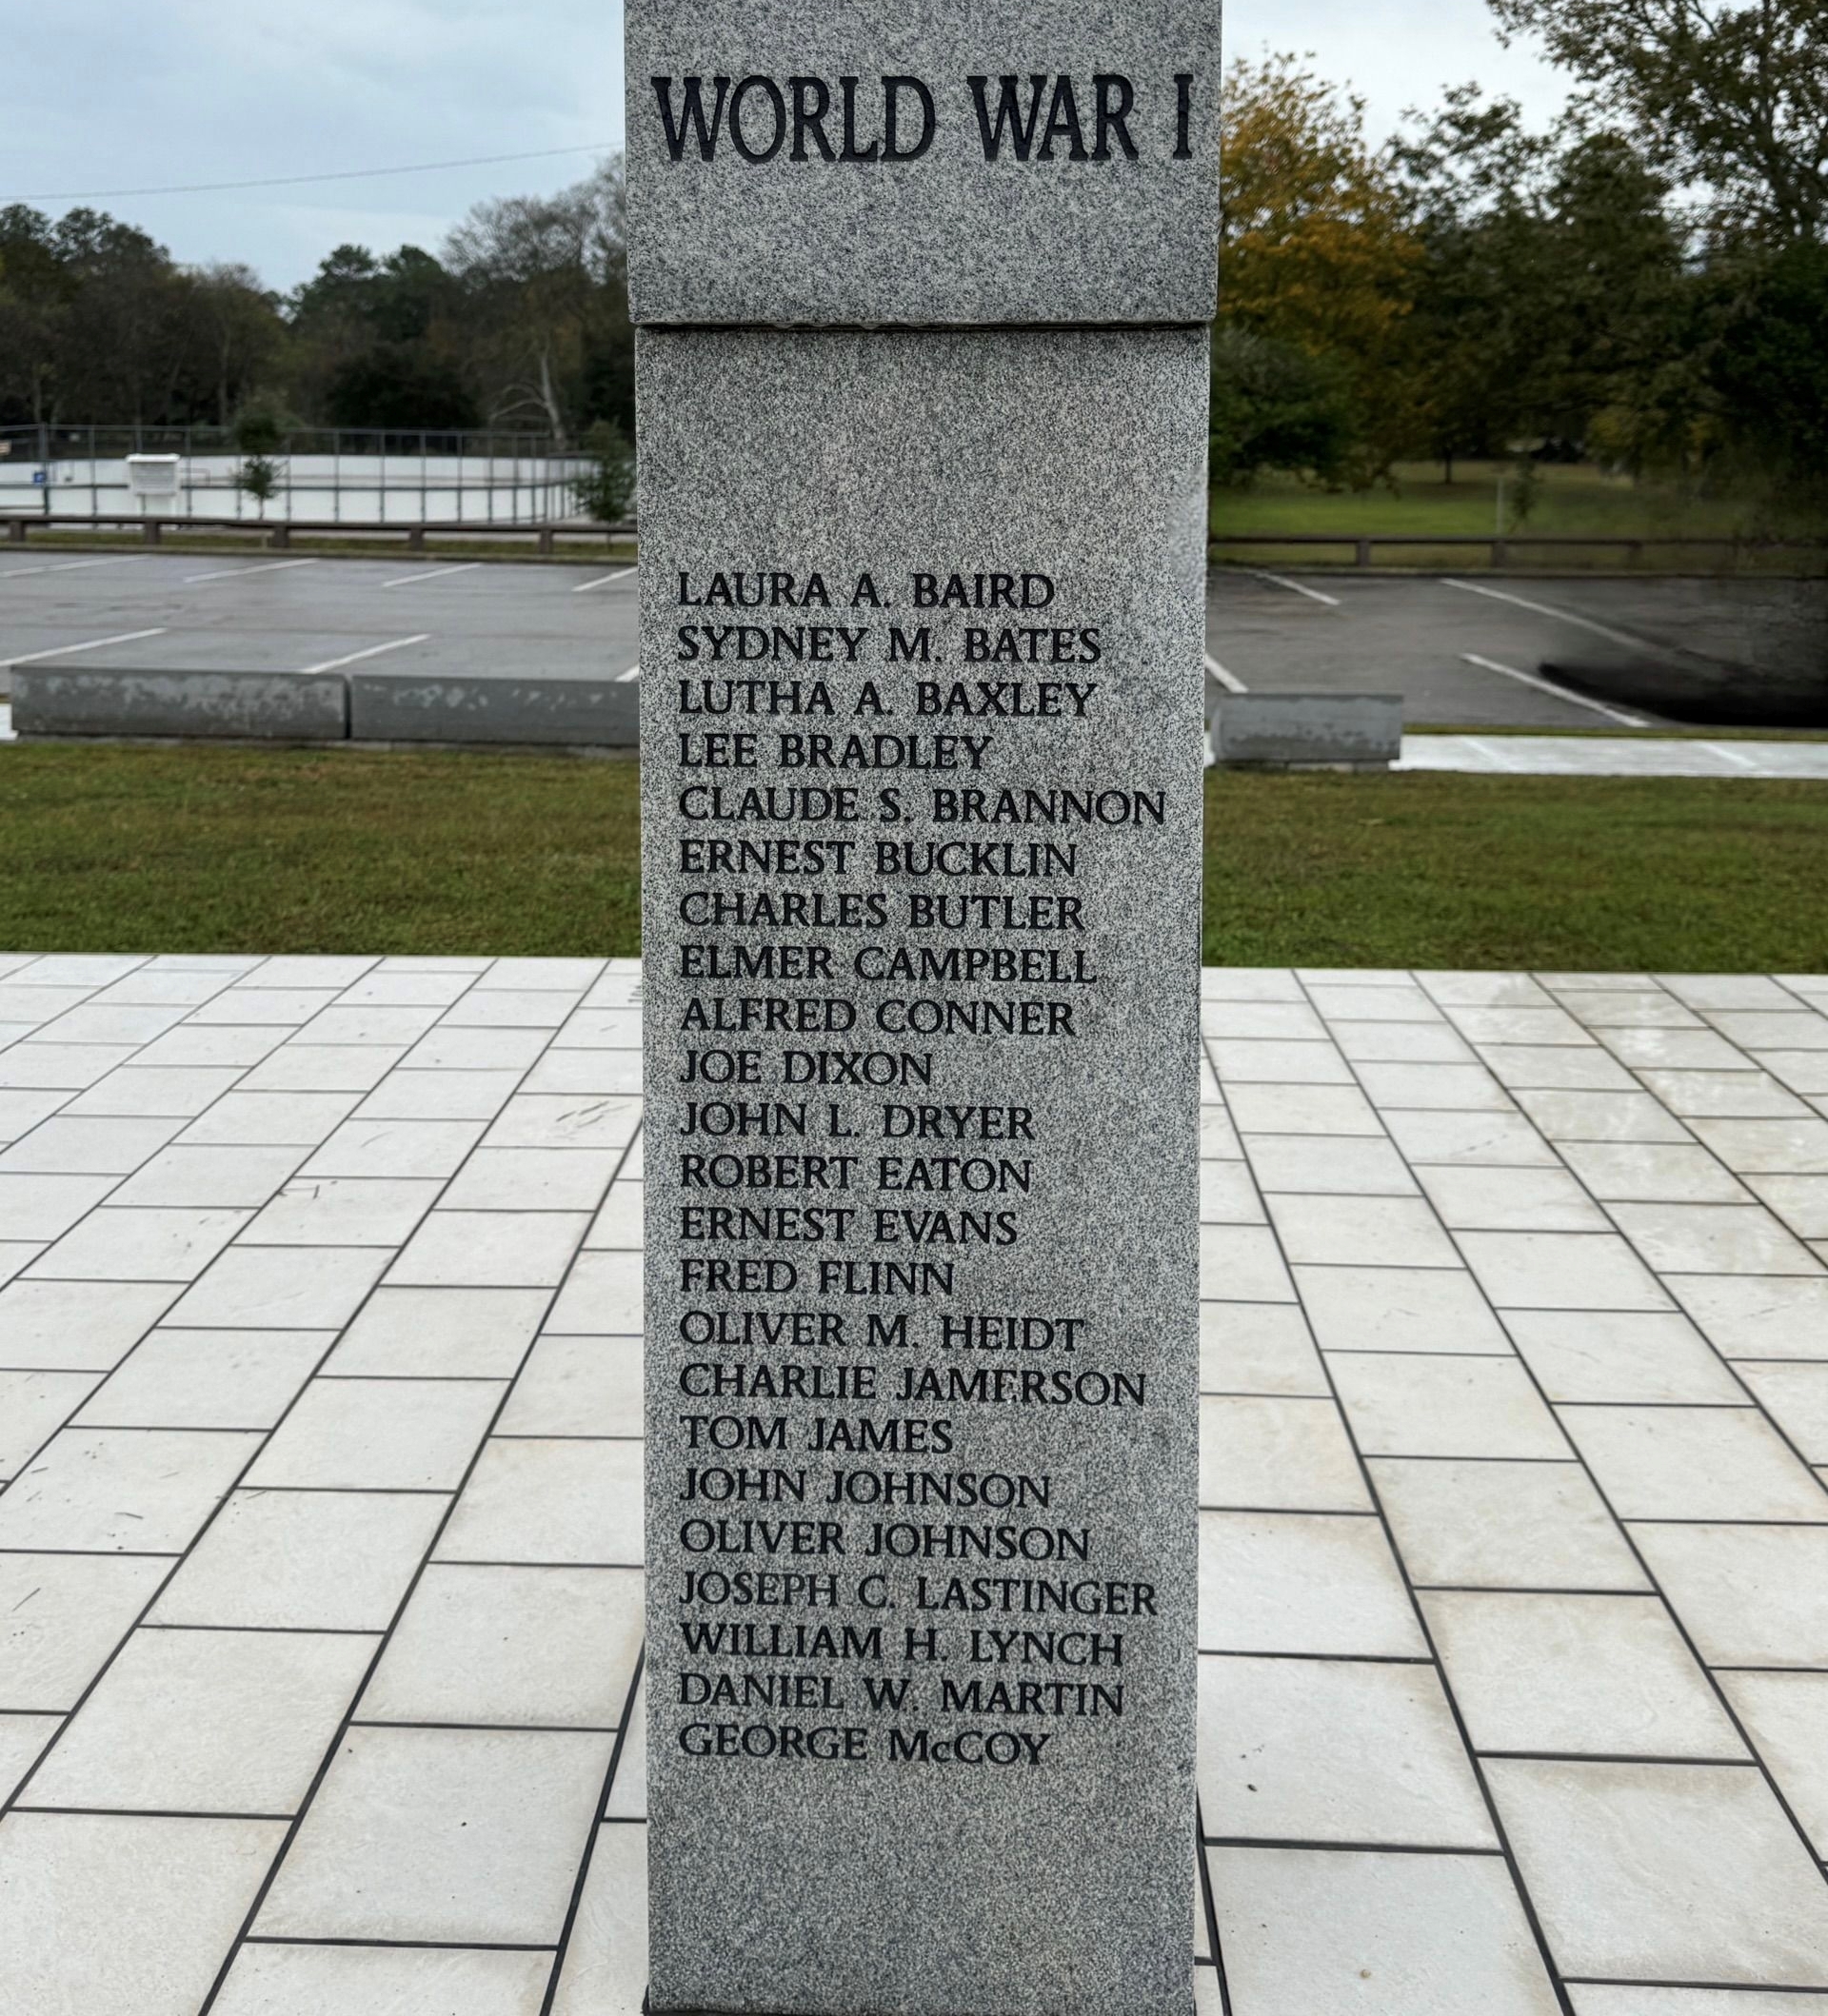 WORLD WAR I
LAURA A. BAIRD
SYDNEY M. BATES
LUTHA A. BAXLEY
LEE BRADLEY
CLAUDE S. BRANNON
ERNEST BUCKLIN
CHARLES BUTLER
ELMER CAMPBELL
ALFRED CONNER
JOE DIXON
JOHN L. DRYER
ROBERT EATON
ERNEST EVANS
FRED FLINN
OLIVER M. HEIDT
CHARLIE JAMERSON
TOM JAMES
JOHN JOHNSON
OLIVER JOHNSON
JOSEPH C. LASTINGER
WILLIAM H. LYNCH
DANIEL W. MARTIN
GEORGE McCOY